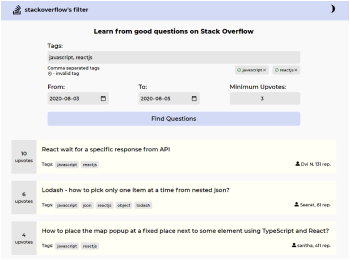 stackoverflow's filter
Learn from good questions on Stack Overflow
Tags:
javascript, reactjs
Comma separated tags
- invalid tag
javascript × reactjs ×
From: To: Minimum Upvotes:
2020-08-03 2020-08-05 3
Find Questions
10
upvotes
React wait for a specific response from API
Tags: javascript reactjs
Dvi N, 131 rep.
6
upvotes
Lodash - how to pick only one item at a time from nested json?
Tags: javascript json reactjs object lodash
Seerat, 61 rep.
4
upvotes
How to place the map popup at a fixed place next to some element using TypeScript and React?
Tags: javascript reactjs
saritha, 411 rep.